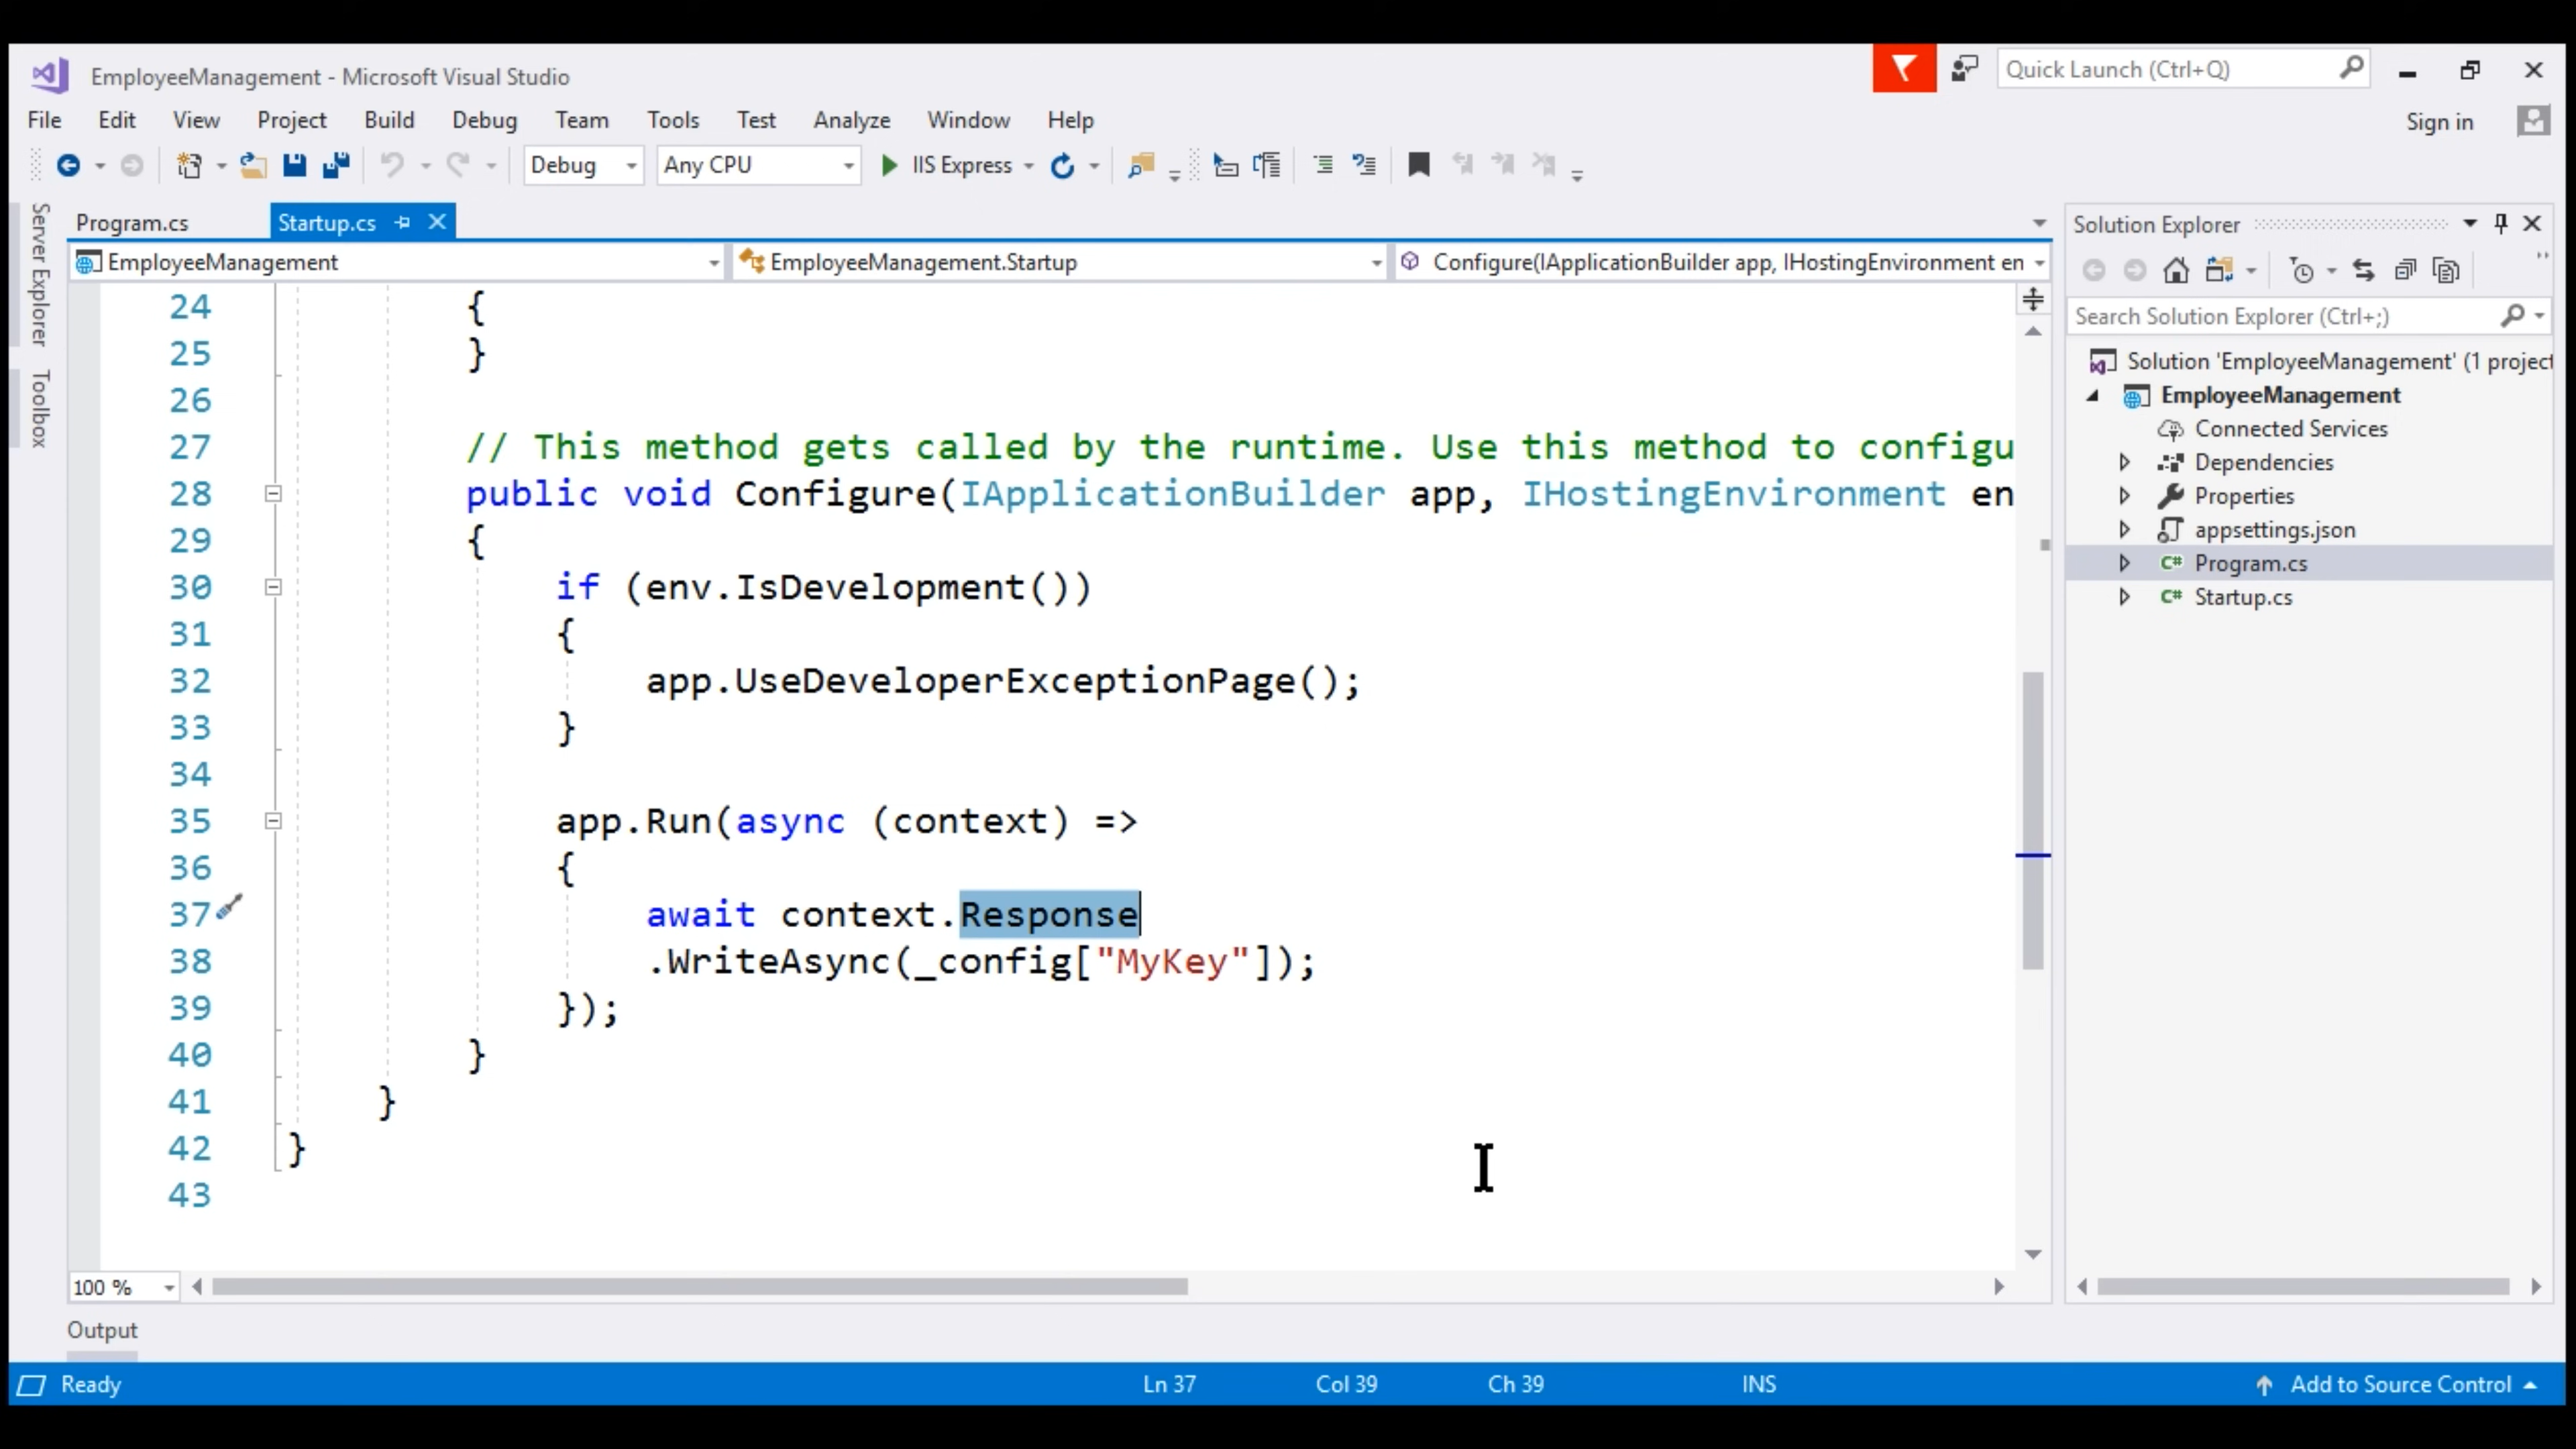 EmployeeManagement - Microsoft Visual Studio
Quick Launch (Ctrl+Q)
File Edit View Project Build Debug Team Tools Test Analyze Window Help
Sign in
Debug Any CPU IIS Express
Server Explorer
Toolbox
Program.cs Startup.cs
EmployeeManagement EmployeeManagement.Startup Configure(IApplicationBuilder app, IHostingEnvironment en
24 {
25 }
26
27 // This method gets called by the runtime. Use this method to configu
28 public void Configure(IApplicationBuilder app, IHostingEnvironment en
29 {
30 if (env.IsDevelopment())
31 {
32 app.UseDeveloperExceptionPage();
33 }
34
35 app.Run(async (context) =>
36 {
37 await context.Response
38 .WriteAsync(_config["MyKey"]);
39 });
40 }
41 }
42 }
43
100 %
Output
Solution Explorer
Search Solution Explorer (Ctrl+;)
Solution 'EmployeeManagement' (1 project
EmployeeManagement
Connected Services
Dependencies
Properties
appsettings.json
C# Program.cs
C# Startup.cs
Ready Ln 37 Col 39 Ch 39 INS Add to Source Control